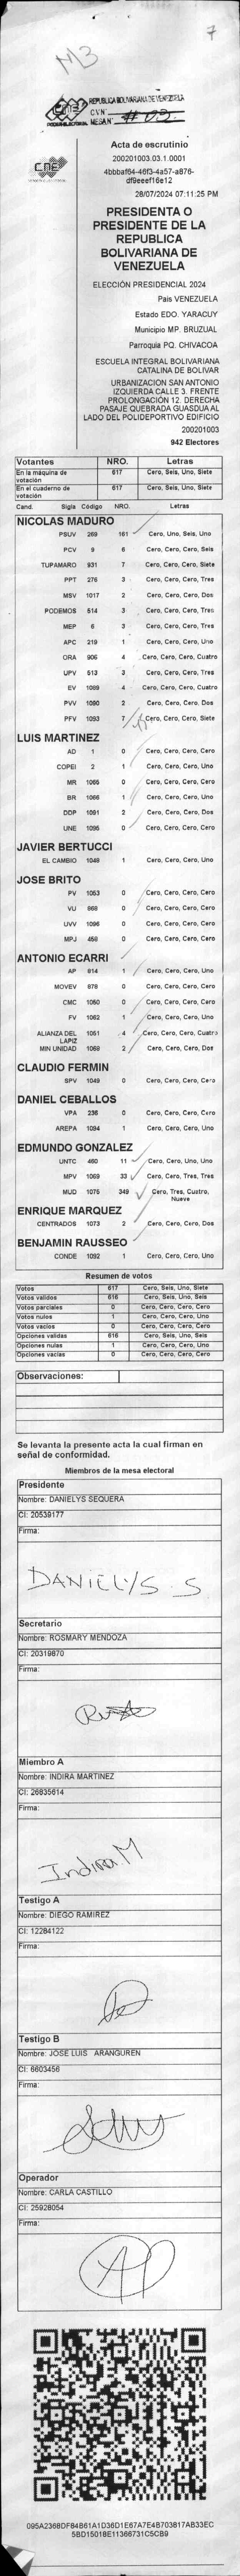 7
M3
CNE
PODER ELECTORAL
REPUBLICA BOLIVARIANA DE VENEZUELA
CVN
MESA Nº # 03
CNE
Acta de escrutinio
200201003.03.1.0001
4bbbaf64-46f3-4a57-a876-
df9eeef16e12
28/07/2024 07:11:25 PM
PRESIDENTA O
PRESIDENTE DE LA
REPUBLICA
BOLIVARIANA DE
VENEZUELA
ELECCIÓN PRESIDENCIAL 2024
Pais VENEZUELA
Estado EDO. YARACUY
Municipio MP. BRUZUAL
Parroquia PQ. CHIVACOA
ESCUELA INTEGRAL BOLIVARIANA
CATALINA DE BOLIVAR
URBANIZACION SAN ANTONIO
IZQUIERDA CALLE 3. FRENTE
PROLONGACIÓN 12. DERECHA
PASAJE QUEBRADA GUASDUA AL
LADO DEL POLIDEPORTIVO EDIFICIO
200201003
942 Electores
Votantes NRO. Letras
En la maquina de votación 617 Cero, Seis, Uno, Siete
En el cuaderno de votación 617 Cero, Seis, Uno, Siete
Cand. Sigla Código NRO. Letras
NICOLAS MADURO
PSUV 269 161 Cero, Uno, Seis, Uno
PCV 9 6 Cero, Cero, Cero, Seis
TUPAMARO 931 7 Cero, Cero, Cero, Siete
PPT 276 3 Cero, Cero, Cero, Tres
MSV 1017 2 Cero, Cero, Cero, Dos
PODEMOS 514 3 Cero, Cero, Cero, Tres
MEP 6 3 Cero, Cero, Cero, Tres
APC 219 1 Cero, Cero, Cero, Uno
ORA 906 4 Cero, Cero, Cero, Cuatro
UPV 513 3 Cero, Cero, Cero, Tres
EV 1089 4 Cero, Cero, Cero, Cuatro
PVV 1090 2 Cero, Cero, Cero, Dos
PFV 1093 7 Cero, Cero, Cero, Siete
LUIS MARTINEZ
AD 1 0 Cero, Cero, Cero, Cero
COPEI 2 1 Cero, Cero, Cero, Uno
MR 1065 0 Cero, Cero, Cero, Cero
BR 1066 1 Cero, Cero, Cero, Uno
DDP 1091 2 Cero, Cero, Cero, Dos
UNE 1095 0 Cero, Cero, Cero, Cero
JAVIER BERTUCCI
EL CAMBIO 1048 1 Cero, Cero, Cero, Uno
JOSE BRITO
PV 1053 0 Cero, Cero, Cero, Cero
VU 868 0 Cero, Cero, Cero, Cero
UVV 1096 0 Cero, Cero, Cero, Cero
MPJ 458 0 Cero, Cero, Cero, Cero
ANTONIO ECARRI
AP 914 1 Cero, Cero, Cero, Uno
MOVEV 878 0 Cero, Cero, Cero, Cero
CMC 1050 0 Cero, Cero, Cero, Cero
FV 1062 1 Cero, Cero, Cero, Uno
ALIANZA DEL LAPIZ 1051 4 Cero, Cero, Cero, Cuatro
MIN UNIDAD 1068 2 Cero, Cero, Cero, Dos
CLAUDIO FERMIN
SPV 1049 0 Cero, Cero, Cero, Cero
DANIEL CEBALLOS
VPA 236 0 Cero, Cero, Cero, Cero
AREPA 1094 1 Cero, Cero, Cero, Uno
EDMUNDO GONZALEZ
UNTC 460 11 Cero, Cero, Uno, Uno
MPV 1069 33 Cero, Cero, Tres, Tres
MUD 1075 349 Cero, Tres, Cuatro, Nueve
ENRIQUE MARQUEZ
CENTRADOS 1073 2 Cero, Cero, Cero, Dos
BENJAMIN RAUSSEO
CONDE 1092 1 Cero, Cero, Cero, Uno
Resumen de votos
Votos 617 Cero, Seis, Uno, Siete
Votos validos 616 Cero, Seis, Uno, Seis
Votos parciales 0 Cero, Cero, Cero, Cero
Votos nulos 1 Cero, Cero, Cero, Uno
Votos vacios 0 Cero, Cero, Cero, Cero
Opciones validas 616 Cero, Seis, Uno, Seis
Opciones nulas 1 Cero, Cero, Cero, Uno
Opciones vacias 0 Cero, Cero, Cero, Cero
Observaciones:
Se levanta la presente acta la cual firman en
señal de conformidad.
Miembros de la mesa electoral
Presidente
Nombre: DANIELYS SEQUERA
CI: 20539177
Firma:
DANIELYS S
Secretario
Nombre: ROSMARY MENDOZA
CI: 20319870
Firma:
Miembro A
Nombre: INDIRA MARTINEZ
CI: 26835614
Firma:
Indira M
Testigo A
Nombre: DIEGO RAMIREZ
CI: 12284122
Firma:
Testigo B
Nombre: JOSE LUIS ARANGUREN
CI: 6603456
Firma:
Operador
Nombre: CARLA CASTILLO
CI: 25928054
Firma:
095A2368DF84B61A1D36D1E67A7E4B703817AB33EC
5BD15018E11366731C5CB9